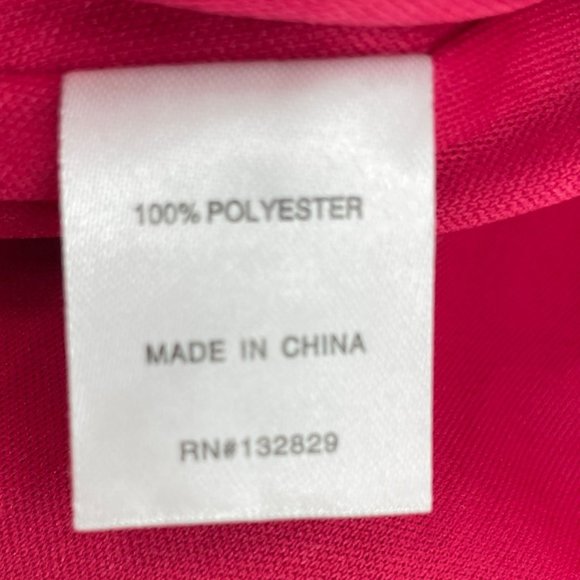 100% POLYESTER
MADE IN CHINA
RN#132829